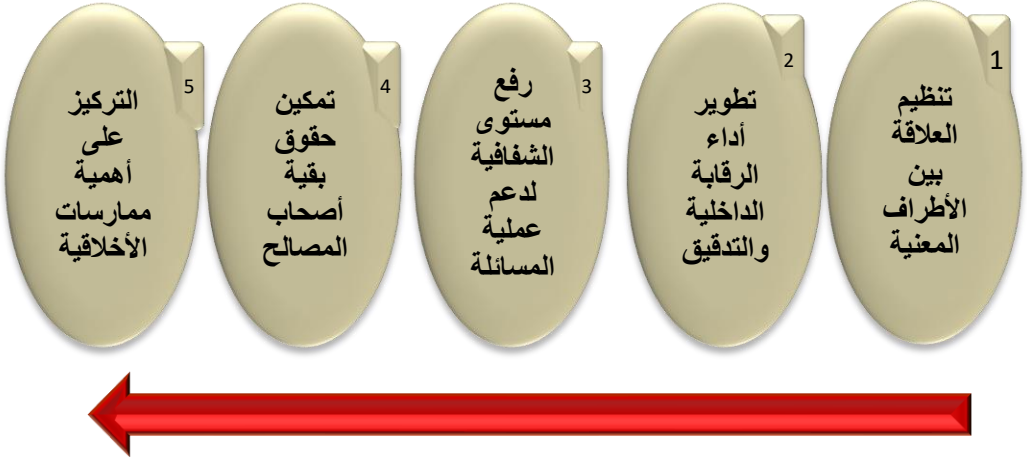 1
تنظيم
العلاقة
بين
الأطراف
المعنية
2
تطوير
أداء
الرقابة
الداخلية
والتدقيق
3
رفع
مستوى
الشفافية
لدعم
عملية
المسائلة
4
تمكين
حقوق
بقية
أصحاب
المصالح
5
التركيز
على
أهمية
ممارسات
الأخلاقية